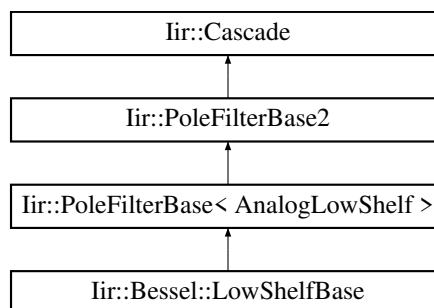 Iir::Cascade
Iir::PoleFilterBase2
Iir::PoleFilterBase< AnalogLowShelf >
Iir::Bessel::LowShelfBase